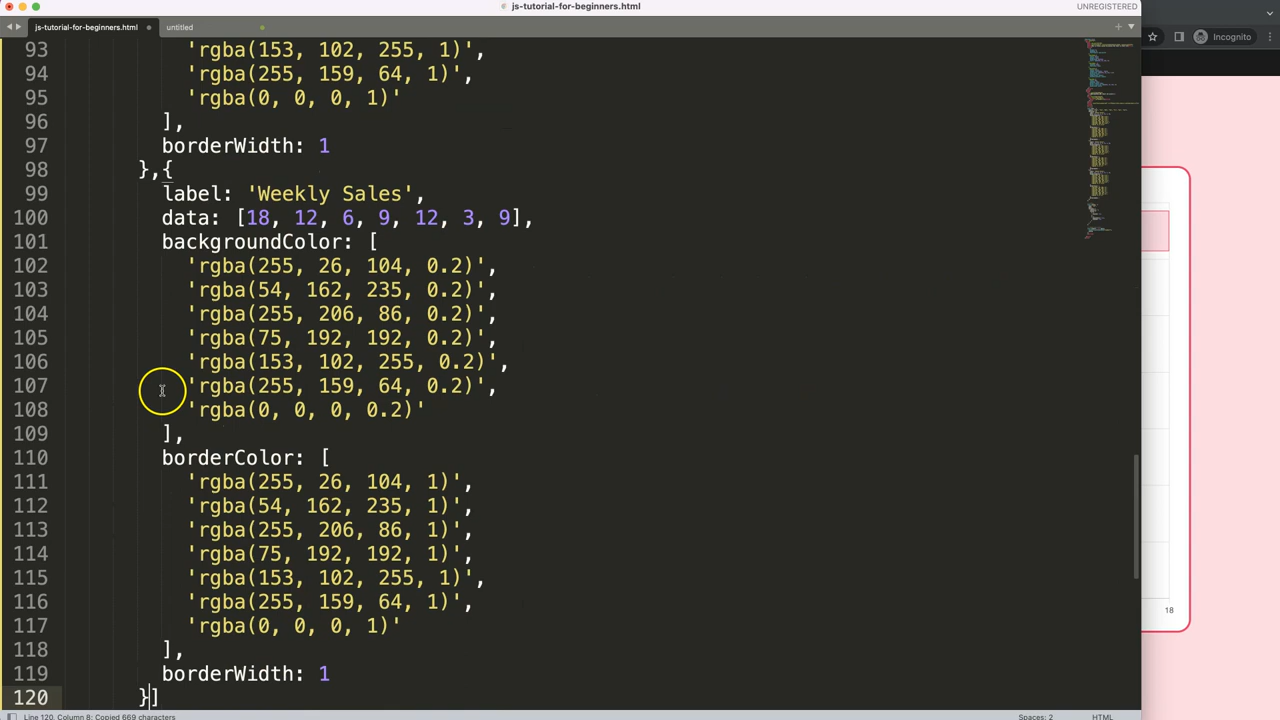 js-tutorial-for-beginners.html
UNREGISTERED
js-tutorial-for-beginners.html
untitled
Incognito
93 'rgba(153, 102, 255, 1)',
94 'rgba(255, 159, 64, 1)',
95 'rgba(0, 0, 0, 1)'
96 ],
97 borderWidth: 1
98 },{
99 label: 'Weekly Sales',
100 data: [18, 12, 6, 9, 12, 3, 9],
101 backgroundColor: [
102 'rgba(255, 26, 104, 0.2)',
103 'rgba(54, 162, 235, 0.2)',
104 'rgba(255, 206, 86, 0.2)',
105 'rgba(75, 192, 192, 0.2)',
106 'rgba(153, 102, 255, 0.2)',
107 'rgba(255, 159, 64, 0.2)',
108 'rgba(0, 0, 0, 0.2)'
109 ],
110 borderColor: [
111 'rgba(255, 26, 104, 1)',
112 'rgba(54, 162, 235, 1)',
113 'rgba(255, 206, 86, 1)',
114 'rgba(75, 192, 192, 1)',
115 'rgba(153, 102, 255, 1)',
116 'rgba(255, 159, 64, 1)',
117 'rgba(0, 0, 0, 1)'
118 ],
119 borderWidth: 1
120 }]
18
Line 120, Column 8; Copied 669 characters
Spaces: 2
HTML